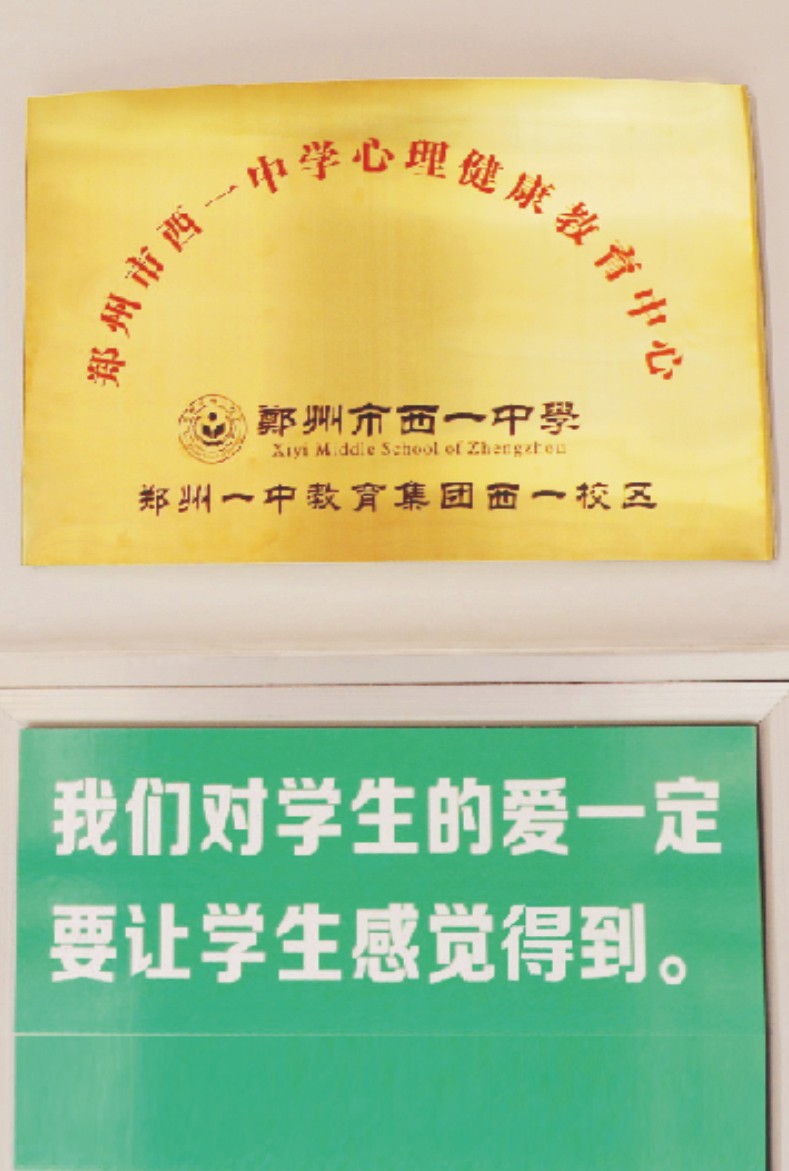 郑州市西一中学心理健康教育中心
鄭州市西一中學
Xiyi Middle School of Zhengzhou
郑州一中教育集团西一校区
我们对学生的爱一定
要让学生感觉得到。